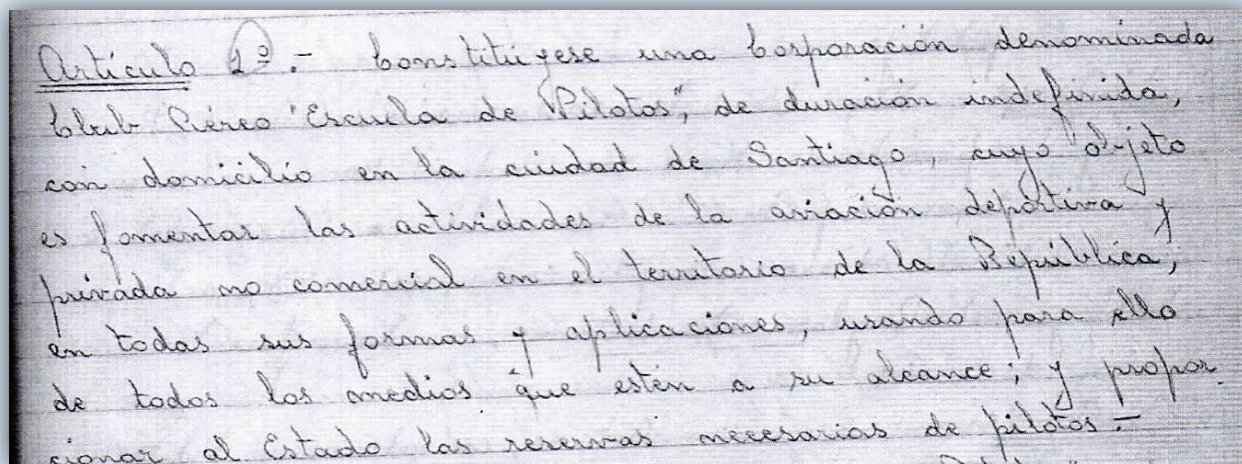 Artículo 1º.- Constitúyese una Corporación denominada
Club Aéreo "Escuela de Pilotos", de duración indefinida,
con domicilio en la ciudad de Santiago, cuyo objeto
es fomentar las actividades de la aviación deportiva y
privada no comercial en el territorio de la República,
en todas sus formas y aplicaciones, usando para ello
de todos los medios que estén a su alcance; y propor
cionar al Estado las reservas necesarias de pilotos.-